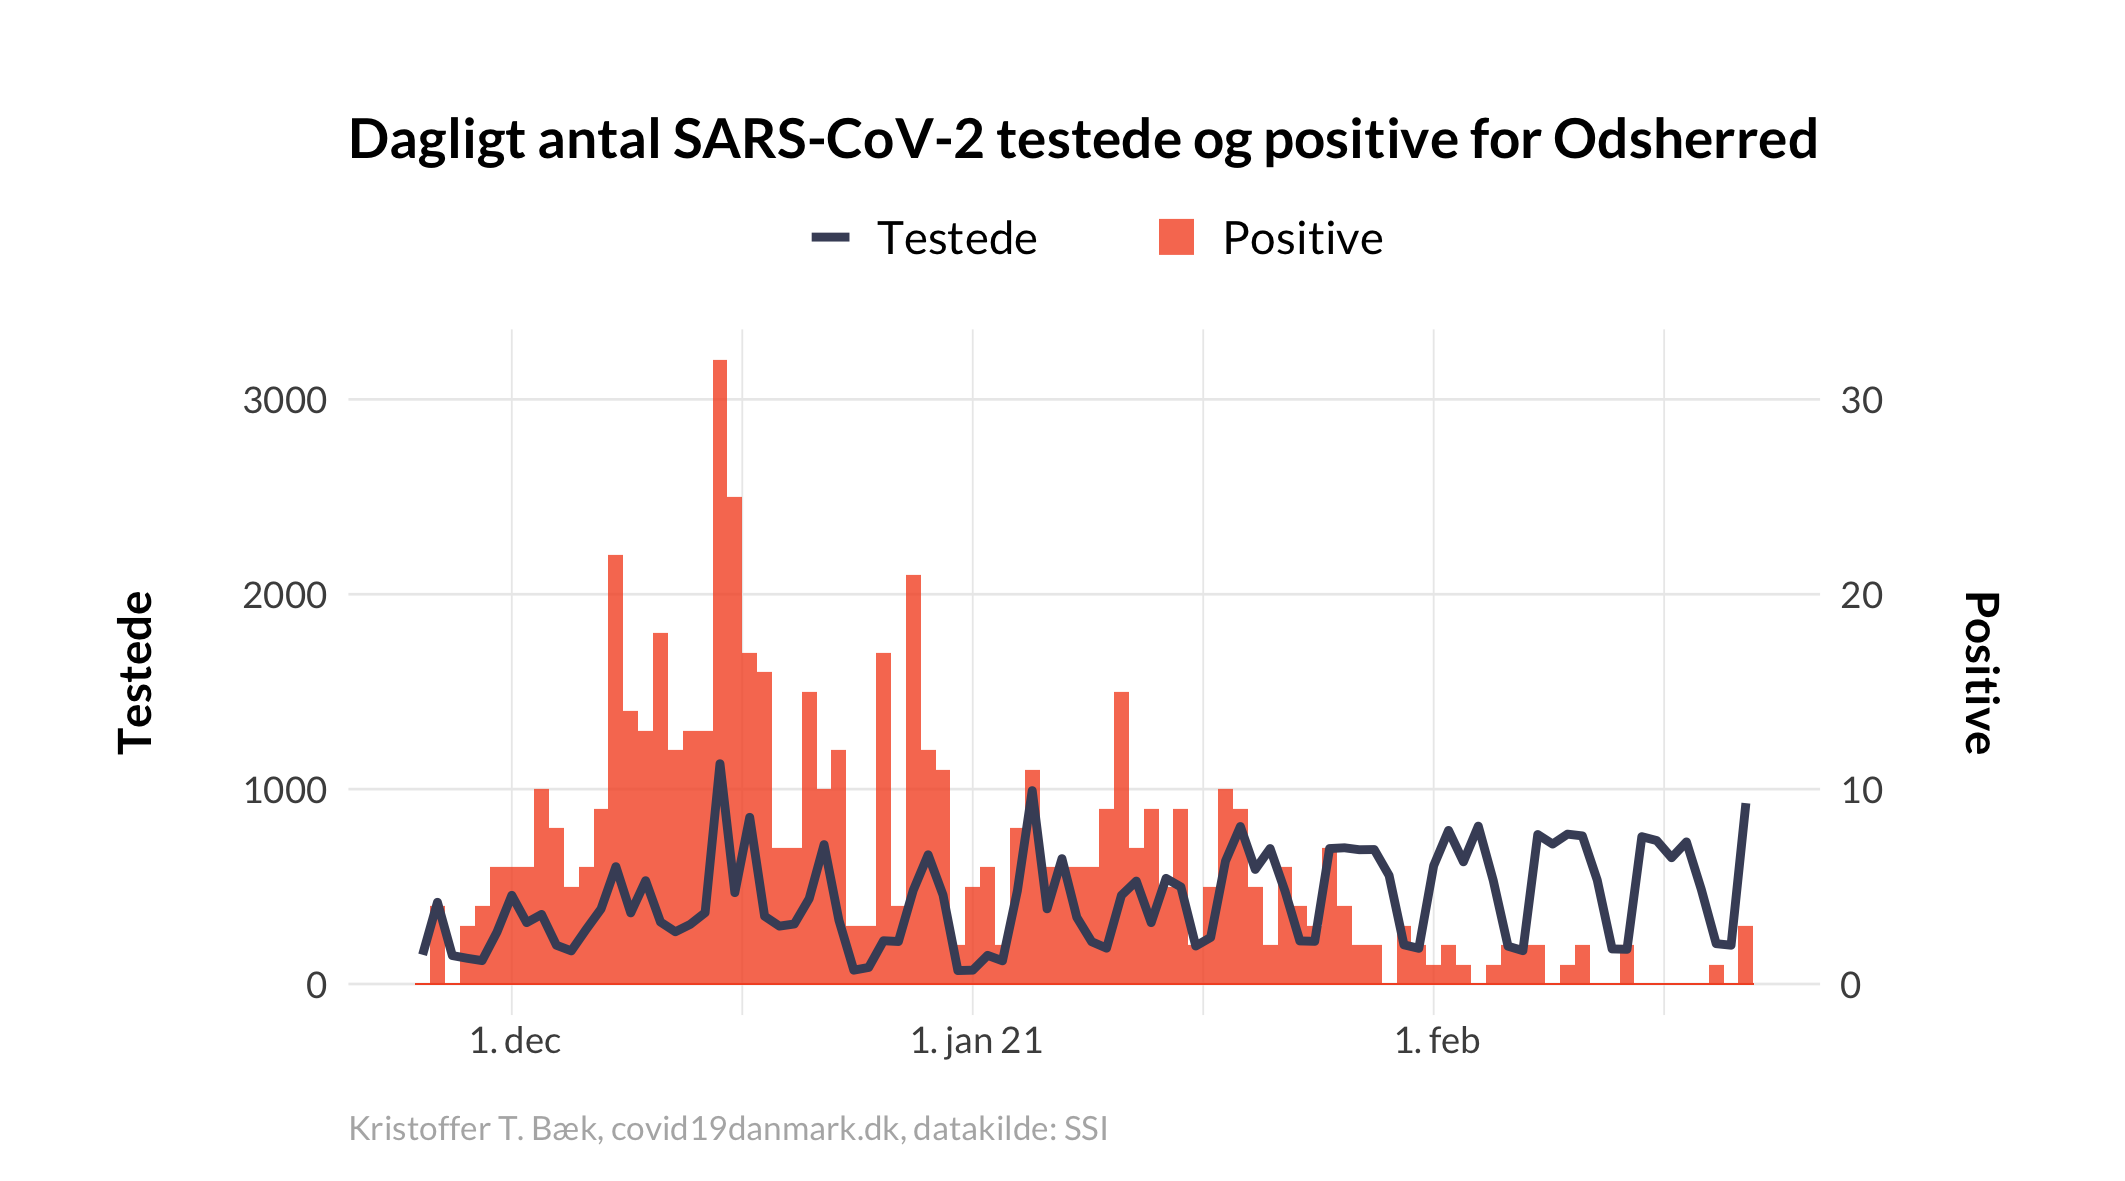 Dagligt antal SARS-CoV-2 testede og positive for Odsherred
Testede
Positive
3000
2000
1000
0
Testede
30
20
10
0
Positive
1. dec
1. jan 21
1. feb
Kristoffer T. Bæk, covid19danmark.dk, datakilde: SSI